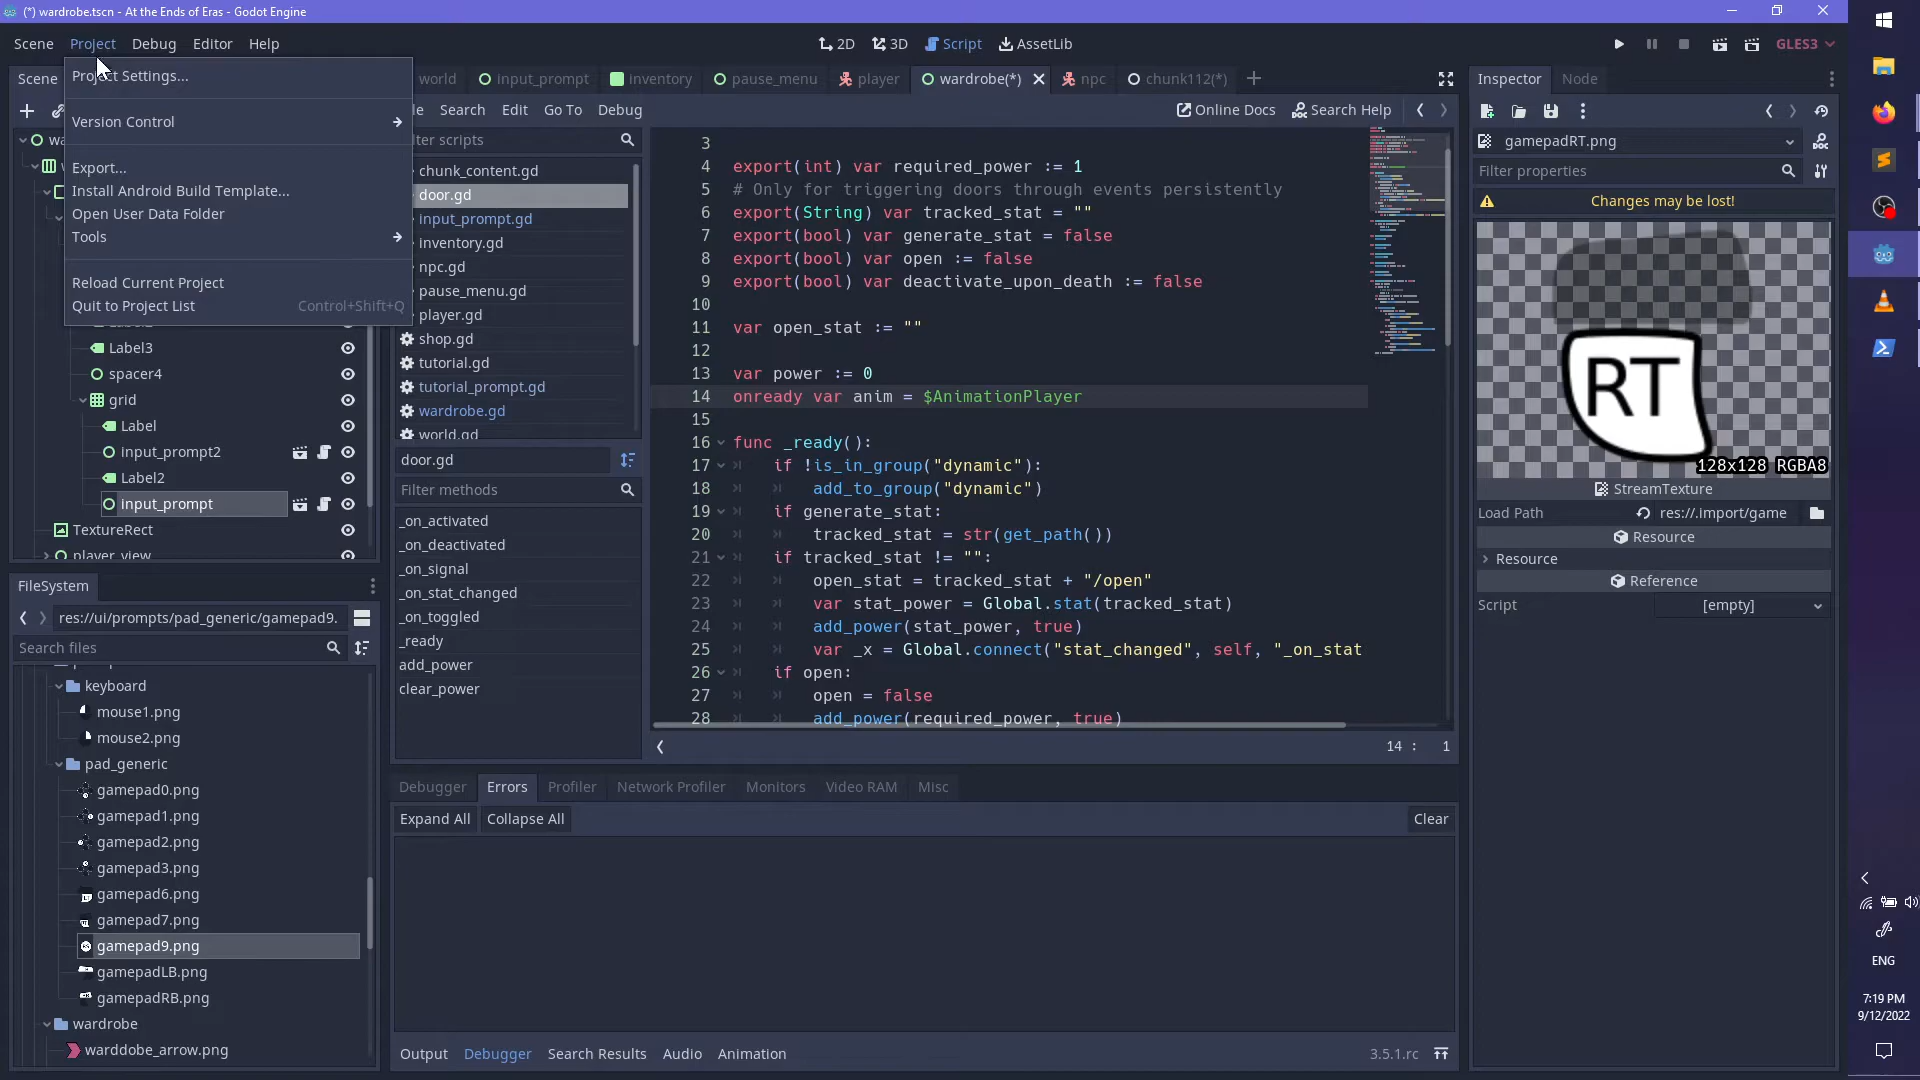 (*) wardrobe.tscn - At the Ends of Eras - Godot Engine
Scene Project Debug Editor Help
2D 3D Script AssetLib
GLES3
Scene
Project Settings...
Version Control
Export...
Install Android Build Template...
Open User Data Folder
Tools
Reload Current Project
Quit to Project List Control+Shift+Q
Label3
spacer4
grid
Label
input_prompt2
Label2
input_prompt
TextureRect
player_view
FileSystem
res://ui/prompts/pad_generic/gamepad9.
Search files
keyboard
mouse1.png
mouse2.png
pad_generic
gamepad0.png
gamepad1.png
gamepad2.png
gamepad3.png
gamepad6.png
gamepad7.png
gamepad9.png
gamepadLB.png
gamepadRB.png
wardrobe
warddobe_arrow.png
world input_prompt inventory pause_menu player wardrobe(*) npc chunk112(*)
Search Edit Go To Debug
Online Docs Search Help
scripts
chunk_content.gd
door.gd
input_prompt.gd
inventory.gd
npc.gd
pause_menu.gd
player.gd
shop.gd
tutorial.gd
tutorial_prompt.gd
wardrobe.gd
world.gd
door.gd
Filter methods
_on_activated
_on_deactivated
_on_signal
_on_stat_changed
_on_toggled
_ready
add_power
clear_power
3
4 export(int) var required_power := 1
5 # Only for triggering doors through events persistently
6 export(String) var tracked_stat = ""
7 export(bool) var generate_stat = false
8 export(bool) var open := false
9 export(bool) var deactivate_upon_death := false
10
11 var open_stat := ""
12
13 var power := 0
14 onready var anim = $AnimationPlayer
15
16 func _ready():
17 if !is_in_group("dynamic"):
18 add_to_group("dynamic")
19 if generate_stat:
20 tracked_stat = str(get_path())
21 if tracked_stat != "":
22 open_stat = tracked_stat + "/open"
23 var stat_power = Global.stat(tracked_stat)
24 add_power(stat_power, true)
25 var _x = Global.connect("stat_changed", self, "_on_stat
26 if open:
27 open = false
28 add_power(required_power, true)
14 : 1
Debugger Errors Profiler Network Profiler Monitors Video RAM Misc
Expand All Collapse All Clear
Output Debugger Search Results Audio Animation 3.5.1.rc
Inspector Node
gamepadRT.png
Filter properties
Changes may be lost!
RT
128x128 RGBA8
StreamTexture
Load Path res://.import/game
Resource
Resource
Reference
Script [empty]
ENG
7:19 PM
9/12/2022